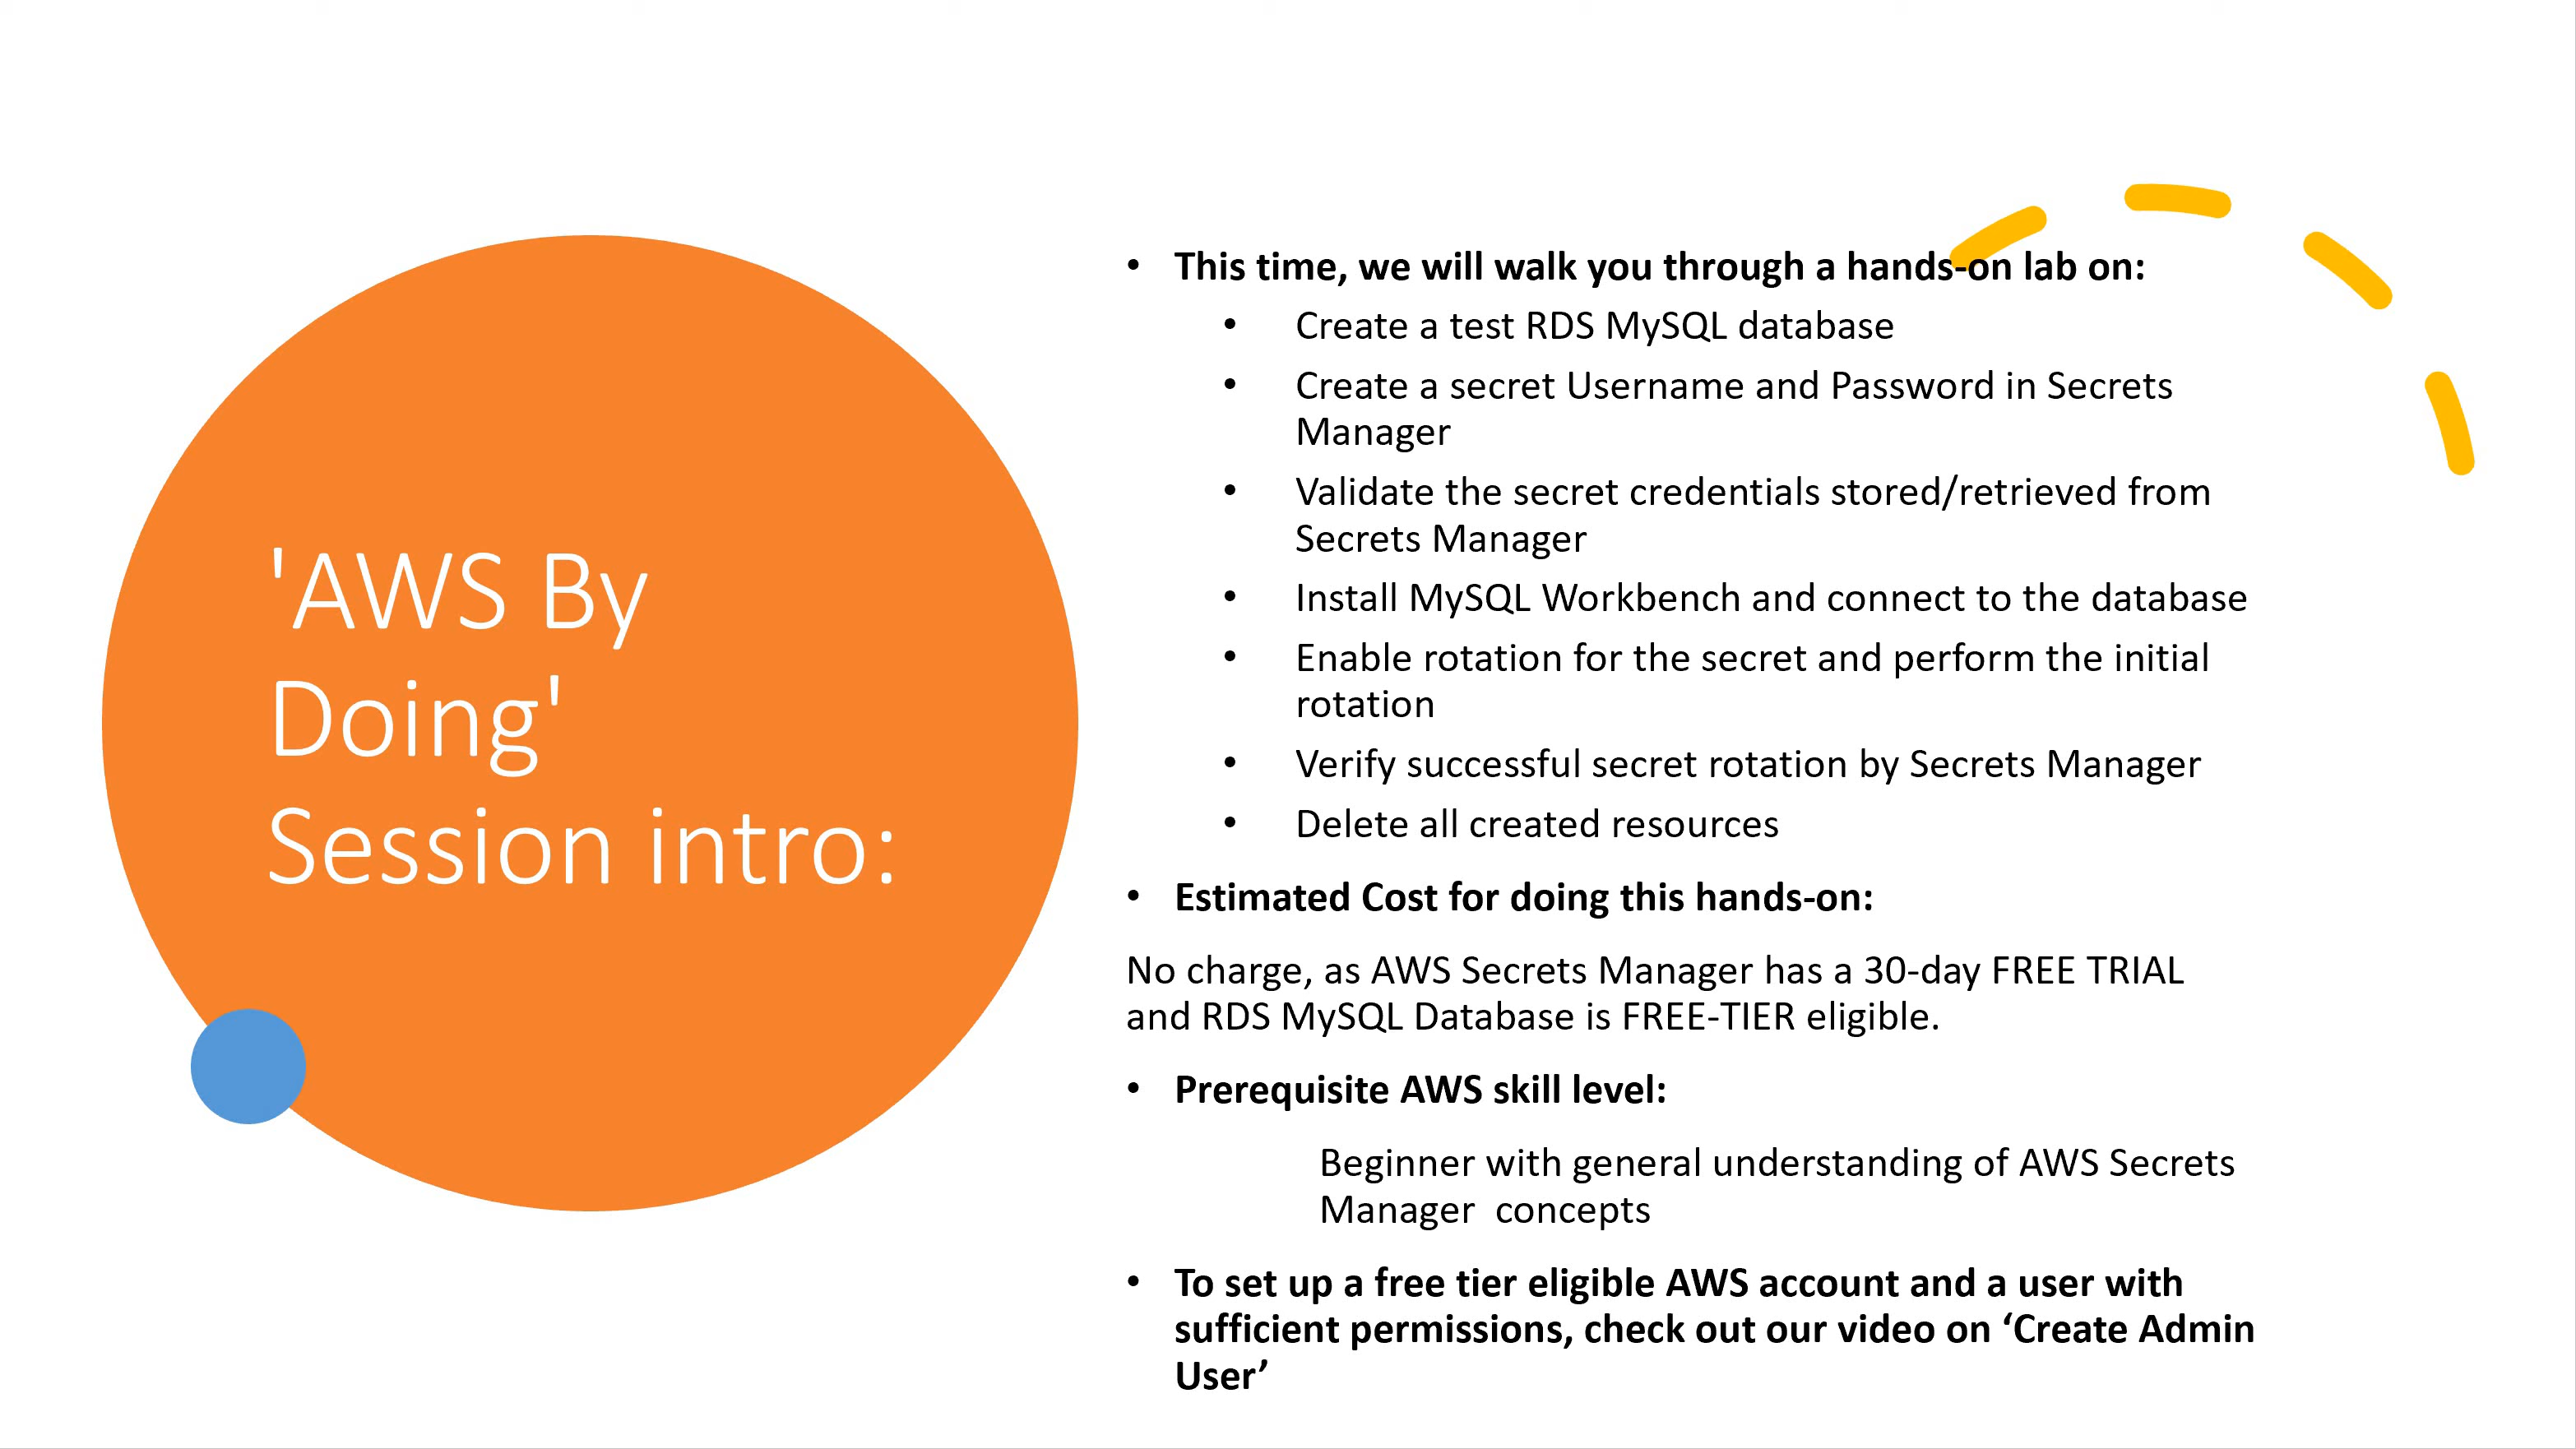 'AWS By
Doing'
Session intro:
• This time, we will walk you through a hands-on lab on:
• Create a test RDS MySQL database
• Create a secret Username and Password in Secrets
Manager
• Validate the secret credentials stored/retrieved from
Secrets Manager
• Install MySQL Workbench and connect to the database
• Enable rotation for the secret and perform the initial
rotation
• Verify successful secret rotation by Secrets Manager
• Delete all created resources
• Estimated Cost for doing this hands-on:
No charge, as AWS Secrets Manager has a 30-day FREE TRIAL
and RDS MySQL Database is FREE-TIER eligible.
• Prerequisite AWS skill level:
Beginner with general understanding of AWS Secrets
Manager  concepts
• To set up a free tier eligible AWS account and a user with
sufficient permissions, check out our video on ‘Create Admin
User’